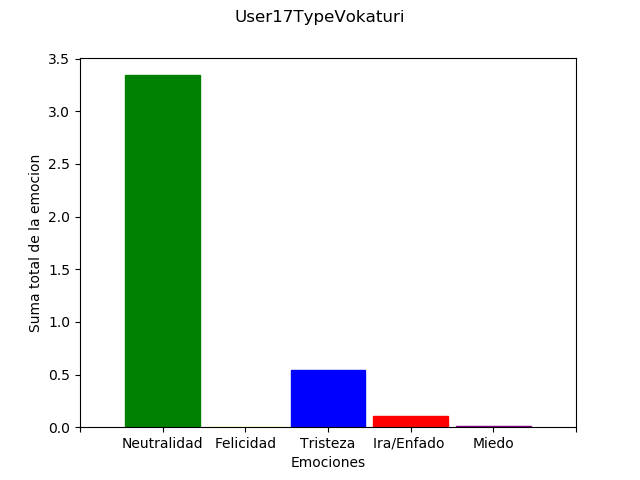 User17TypeVokaturi
3.5
3.0
2.5
2.0
1.5
1.0
0.5
0.0
Suma total de la emocion
Neutralidad Felicidad Tristeza Ira/Enfado Miedo
Emociones